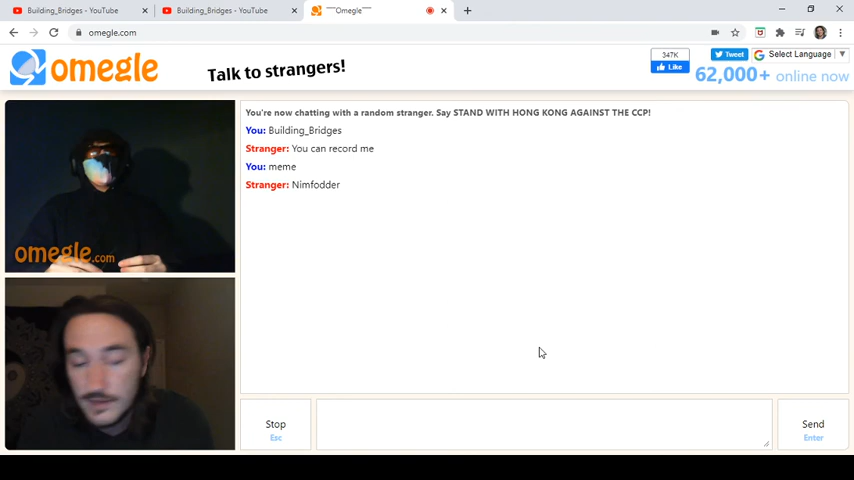 Building_Bridges - YouTube
Building_Bridges - YouTube
Omegle
omegle.com
omegle
Talk to strangers!
347K
Like
Tweet
Select Language
62,000+ online now
You're now chatting with a random stranger. Say STAND WITH HONG KONG AGAINST THE CCP!
You: Building_Bridges
Stranger: You can record me
You: meme
Stranger: Nimfodder
omegle.com
Stop
Esc
Send
Enter